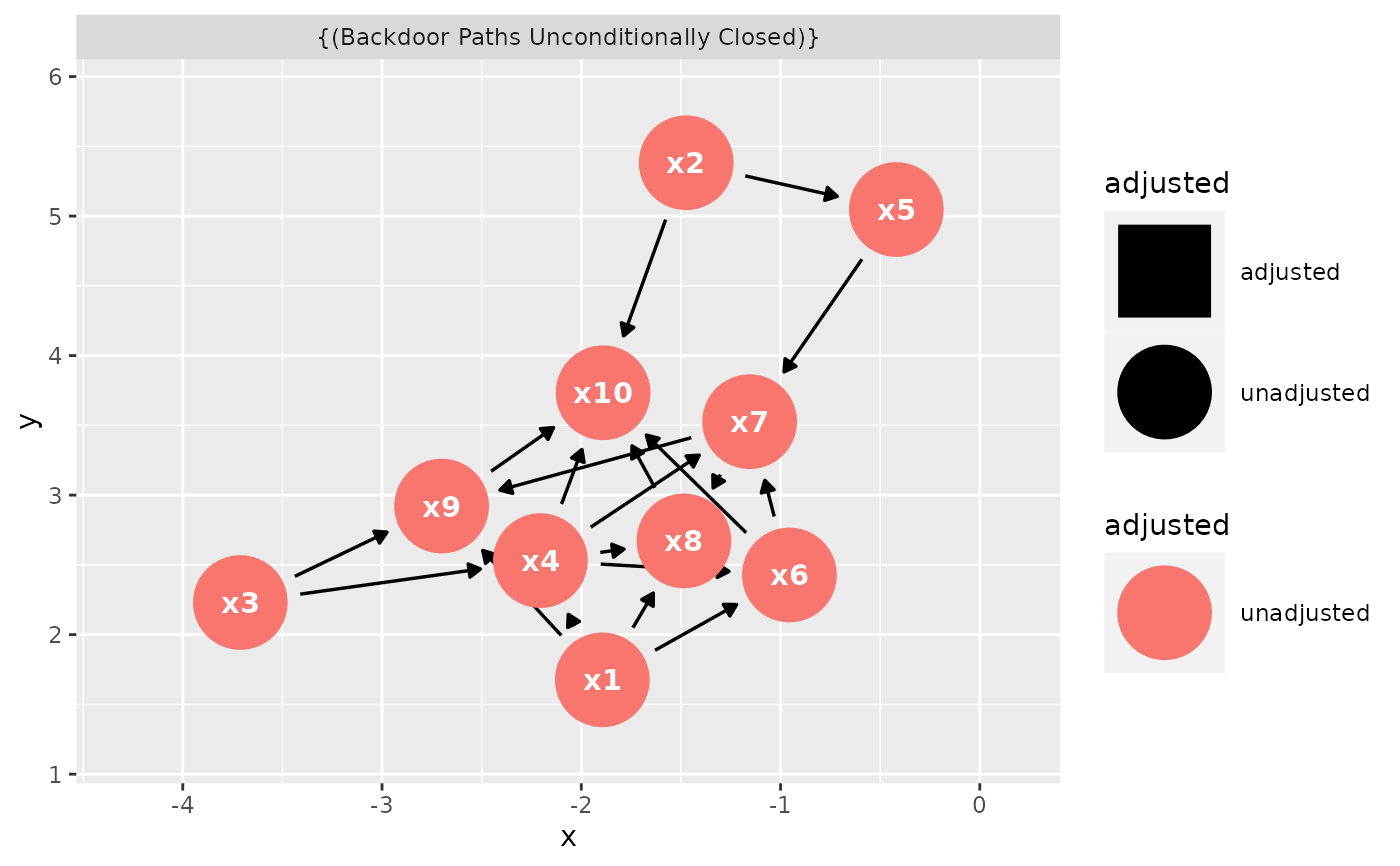 {(Backdoor Paths Unconditionally Closed)}
6
5
4
3
2
1
y
x2
x5
x10
x7
x9
x8
x4
x6
x3
x1
-4
-3
-2
-1
0
x
adjusted
adjusted
unadjusted
adjusted
unadjusted